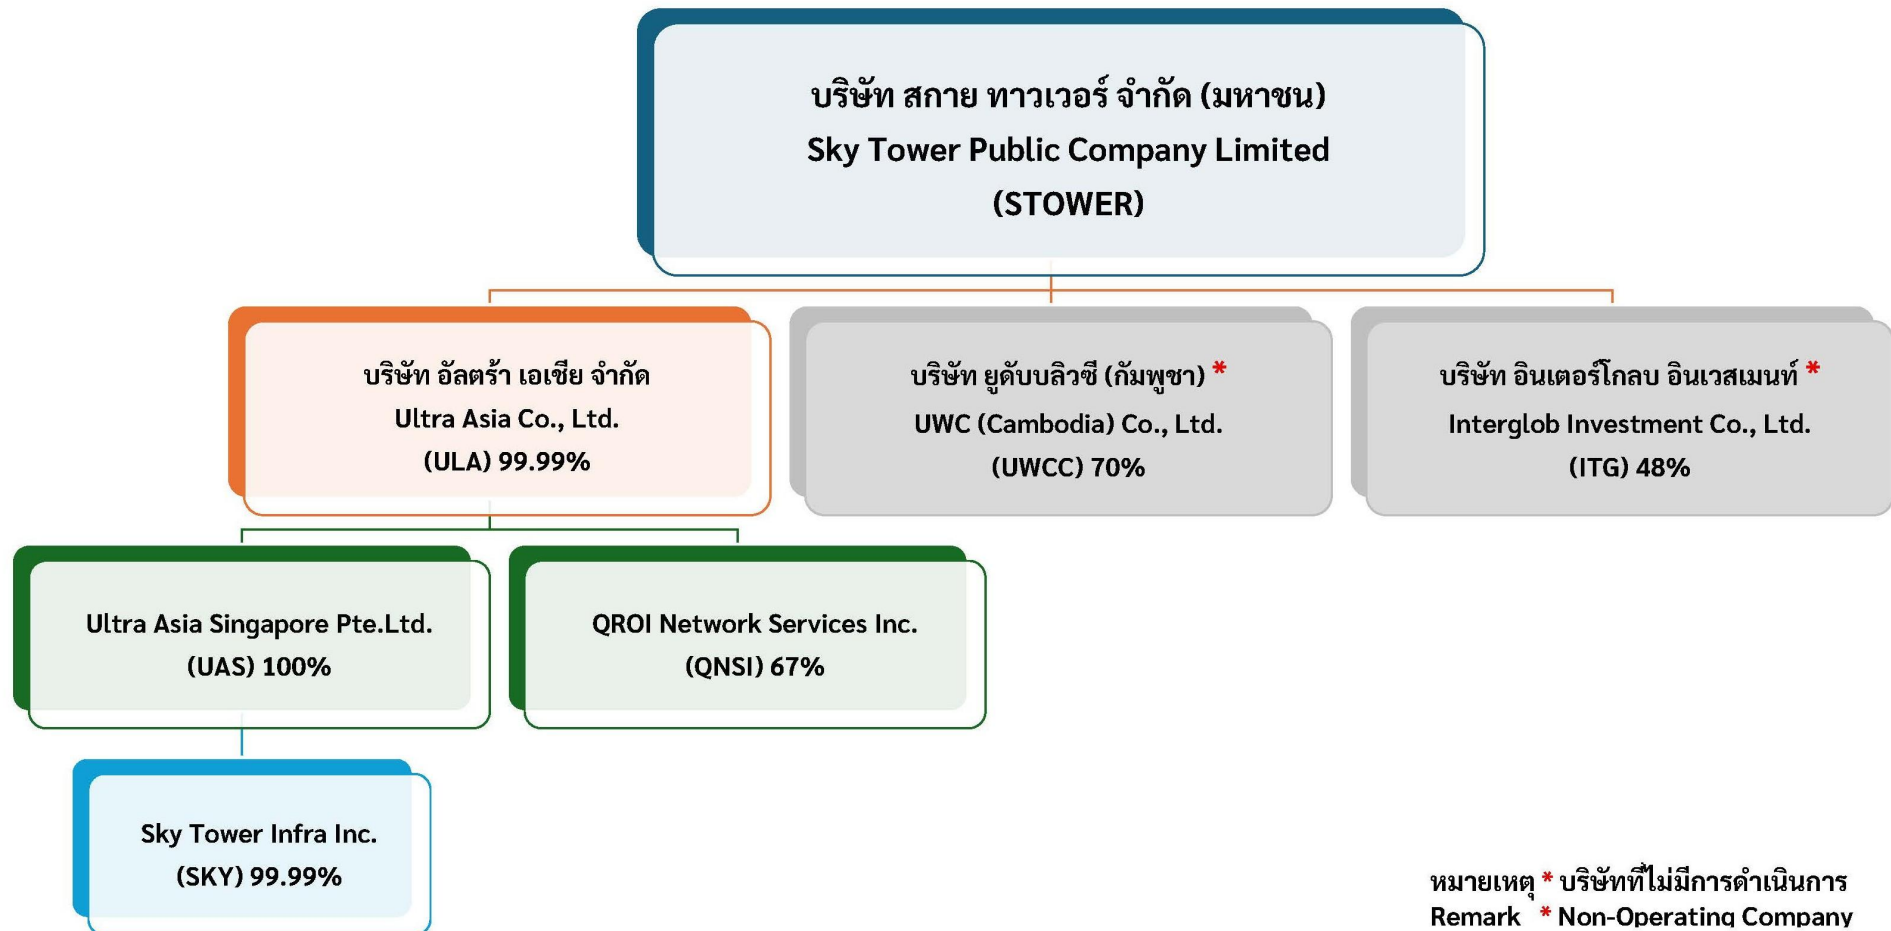 บริษัท สกาย ทาวเวอร์ จำกัด (มหาชน)
Sky Tower Public Company Limited
(STOWER)
บริษัท อัลตร้า เอเชีย จำกัด
Ultra Asia Co., Ltd.
(ULA) 99.99%
บริษัท ยูดับบลิวซี (กัมพูชา) *
UWC (Cambodia) Co., Ltd.
(UWCC) 70%
บริษัท อินเตอร์โกลบ อินเวสเมนท์ *
Interglob Investment Co., Ltd.
(ITG) 48%
Ultra Asia Singapore Pte.Ltd.
(UAS) 100%
QROI Network Services Inc.
(QNSI) 67%
Sky Tower Infra Inc.
(SKY) 99.99%
หมายเหตุ * บริษัทที่ไม่มีการดำเนินการ
Remark * Non-Operating Company